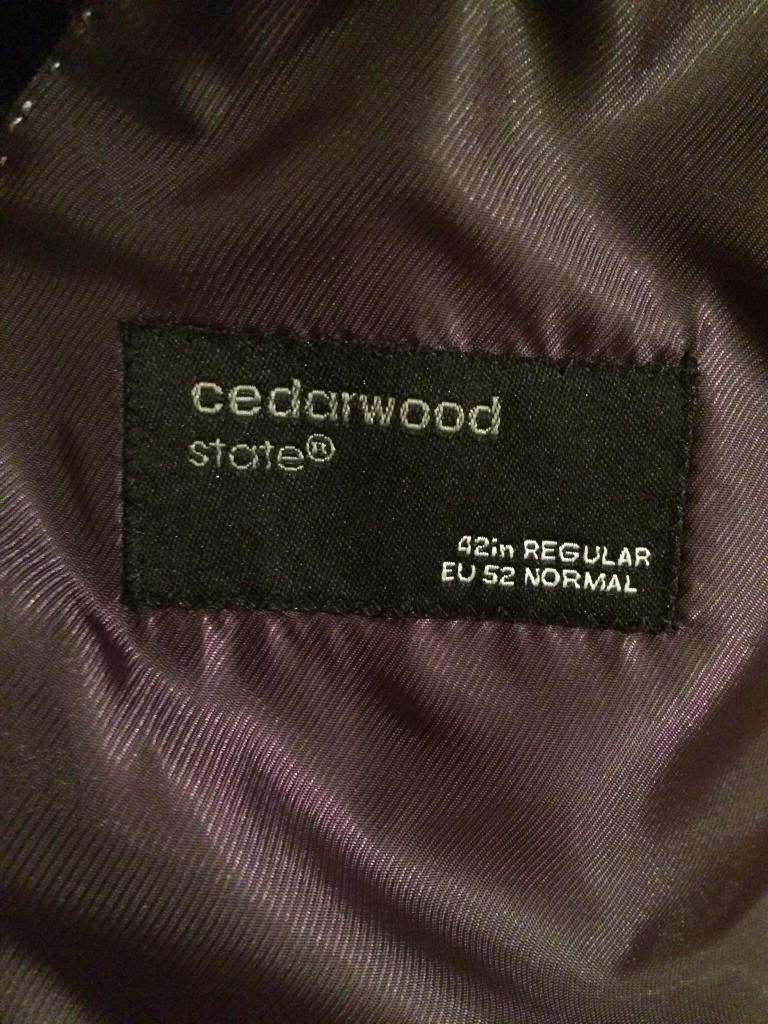 cedarwood
state®
42in REGULAR
EU 52 NORMAL